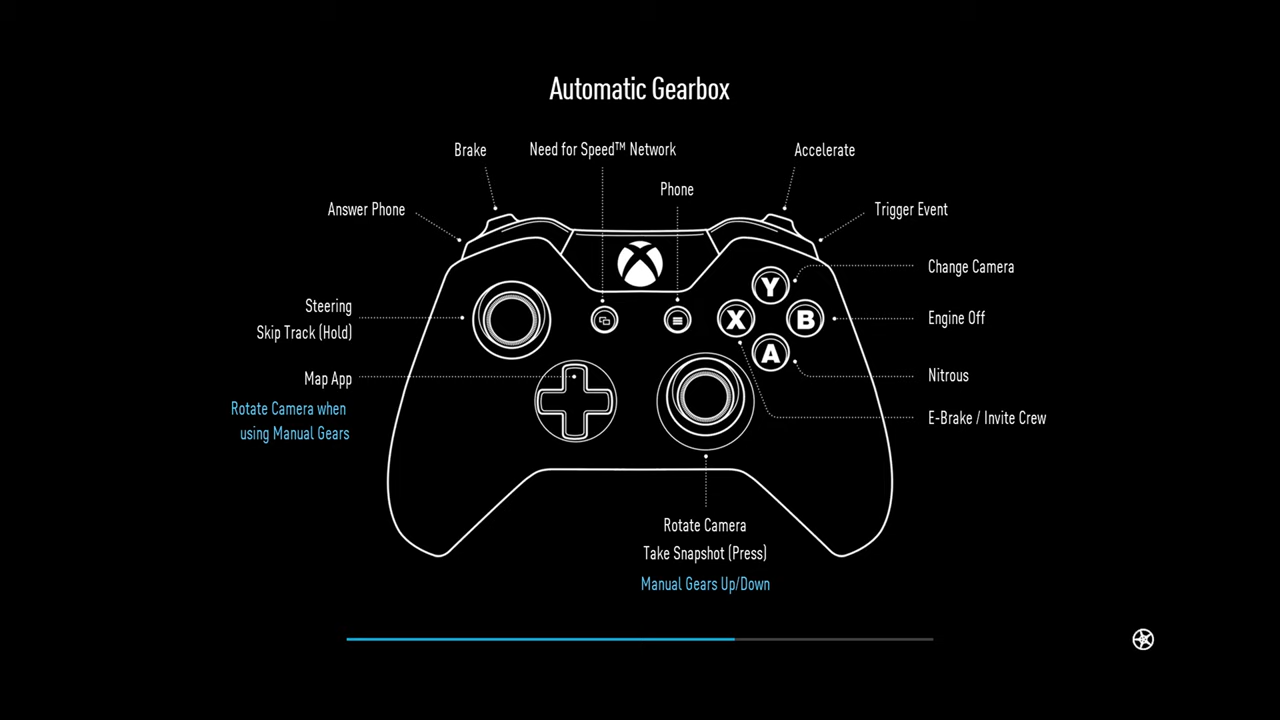 Automatic Gearbox
Brake
Need for Speed™ Network
Accelerate
Phone
Answer Phone
Trigger Event
Change Camera
Y
Steering
Skip Track (Hold)
X
B
Engine Off
A
Map App
Nitrous
Rotate Camera when
using Manual Gears
E-Brake / Invite Crew
Rotate Camera
Take Snapshot (Press)
Manual Gears Up/Down